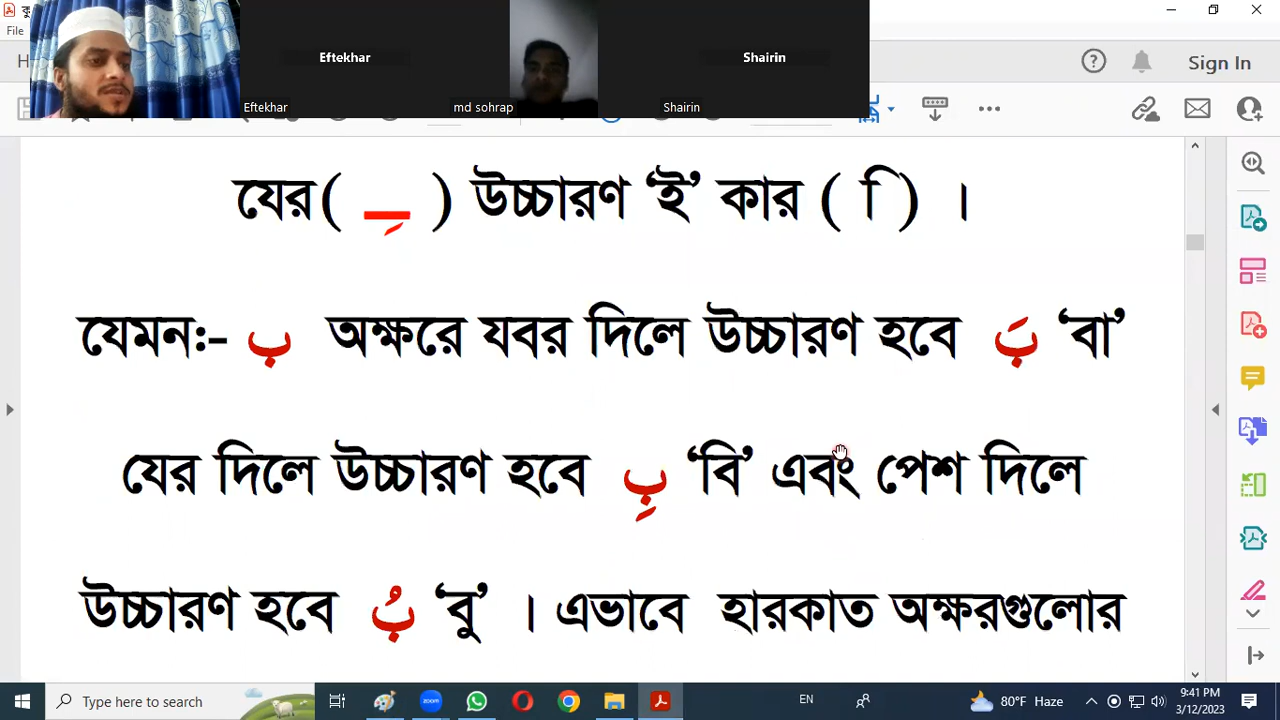 কু
File
Eftekhar
Shairin
Eftekhar
md sohrap
Shairin
Sign In
যের( ـِ ) উচ্চারণ ‘ই’ কার ( ি ) ।
যেমন:- ب অক্ষরে যবর দিলে উচ্চারণ হবে بَ ‘বা’
যের দিলে উচ্চারণ হবে بِ ‘বি’ এবং পেশ দিলে
উচ্চারণ হবে بُ ‘বু’ । এভাবে হারকাত অক্ষরগুলোর
Type here to search
EN
80°F Haze
9:41 PM
3/12/2023